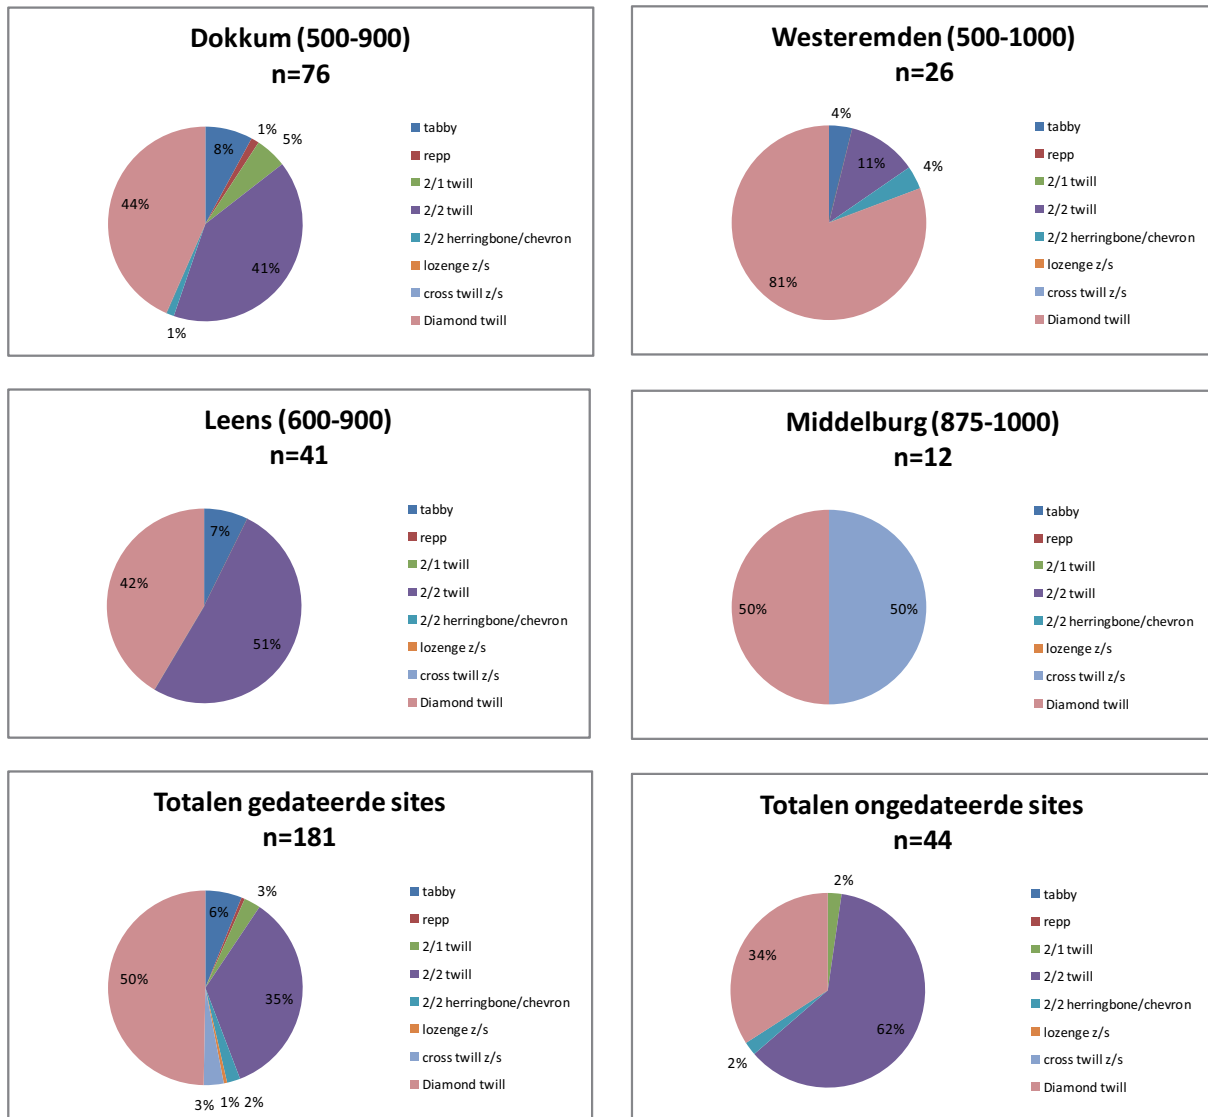 Dokkum (500-900)
n=76
8%
1%
5%
41%
1%
44%
tabby
repp
2/1 twill
2/2 twill
2/2 herringbone/chevron
lozenge z/s
cross twill z/s
Diamond twill
Westeremden (500-1000)
n=26
4%
11%
4%
81%
tabby
repp
2/1 twill
2/2 twill
2/2 herringbone/chevron
lozenge z/s
cross twill z/s
Diamond twill
Leens (600-900)
n=41
7%
51%
42%
tabby
repp
2/1 twill
2/2 twill
2/2 herringbone/chevron
lozenge z/s
cross twill z/s
Diamond twill
Middelburg (875-1000)
n=12
50%
50%
tabby
repp
2/1 twill
2/2 twill
2/2 herringbone/chevron
lozenge z/s
cross twill z/s
Diamond twill
Totalen gedateerde sites
n=181
6%
3%
35%
2%
1%
3%
50%
tabby
repp
2/1 twill
2/2 twill
2/2 herringbone/chevron
lozenge z/s
cross twill z/s
Diamond twill
Totalen ongedateerde sites
n=44
2%
62%
2%
34%
tabby
repp
2/1 twill
2/2 twill
2/2 herringbone/chevron
lozenge z/s
cross twill z/s
Diamond twill